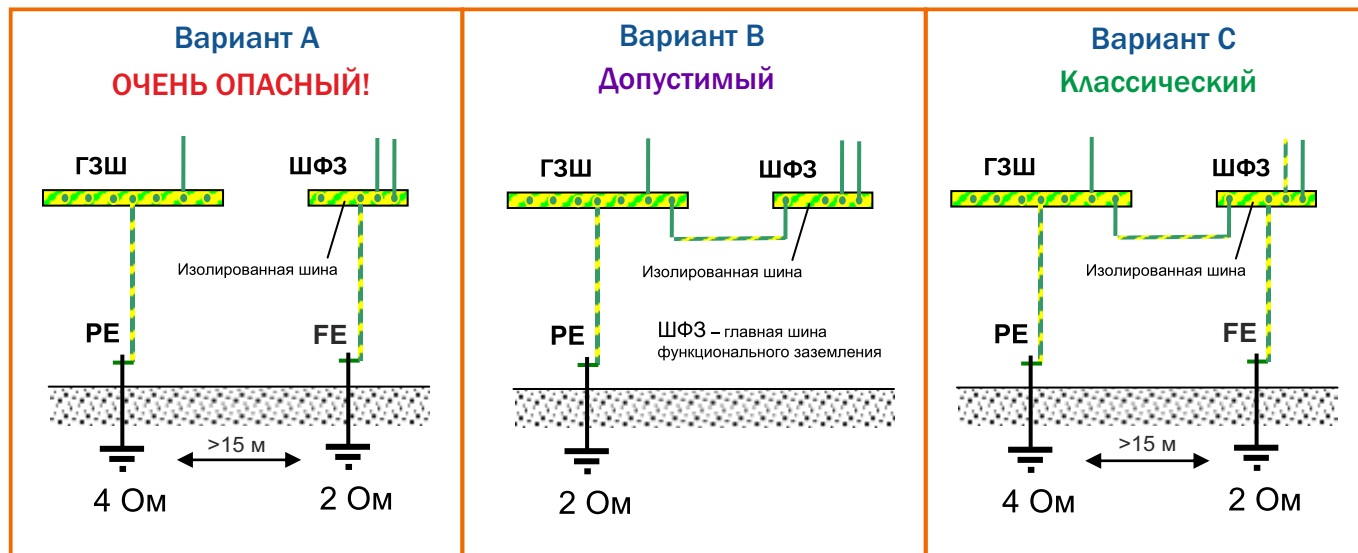 Вариант А
ОЧЕНЬ ОПАСНЫЙ!
ГЗШ
ШФЗ
Изолированная шина
PE
FE
>15 м
4 Ом
2 Ом
Вариант В
Допустимый
ГЗШ
ШФЗ
Изолированная шина
ШФЗ – главная шина
функционального заземления
PE
2 Ом
Вариант С
Классический
ГЗШ
ШФЗ
Изолированная шина
PE
FE
>15 м
4 Ом
2 Ом